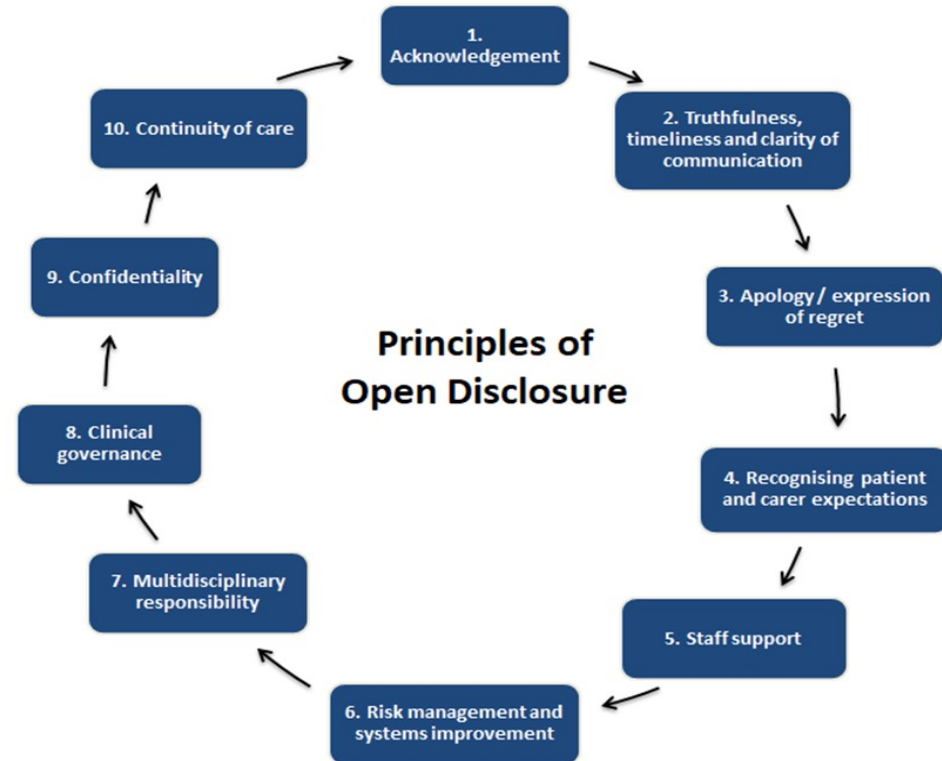 1.
Acknowledgement
2. Truthfulness,
timeliness and clarity of
communication
3. Apology / expression
of regret
4. Recognising patient
and carer expectations
5. Staff support
6. Risk management and
systems improvement
7. Multidisciplinary
responsibility
8. Clinical
governance
9. Confidentiality
10. Continuity of care
Principles of
Open Disclosure